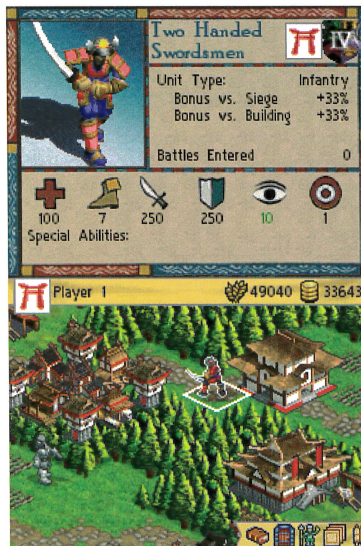 Two Handed
Swordsmen
IV
Unit Type: Infantry
Bonus vs. Siege +33%
Bonus vs. Building +33%
Battles Entered 0
100 7 250 250 10 1
Special Abilities:
Player 1 49040 33643